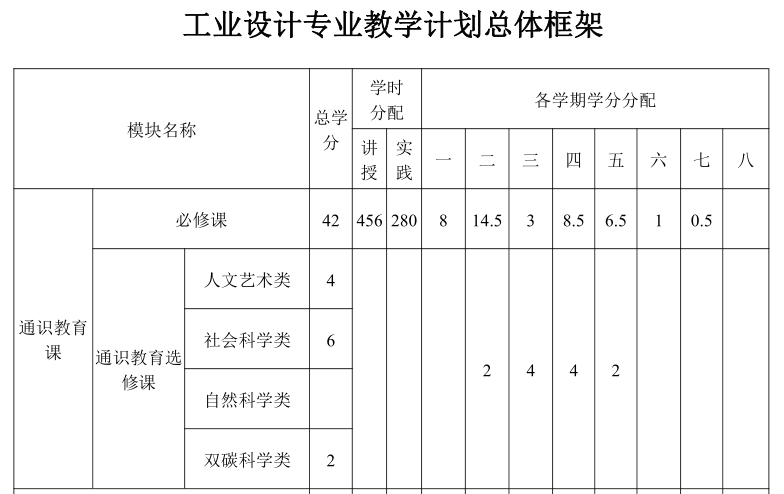 工业设计专业教学计划总体框架
模块名称 总学分 学时分配 各学期学分分配
讲授 实践 一 二 三 四 五 六 七 八
通识教育课 必修课 42 456 280 8 14.5 3 8.5 6.5 1 0.5
通识教育选修课 人文艺术类 4 2 4 4 2
社会科学类 6
自然科学类
双碳科学类 2